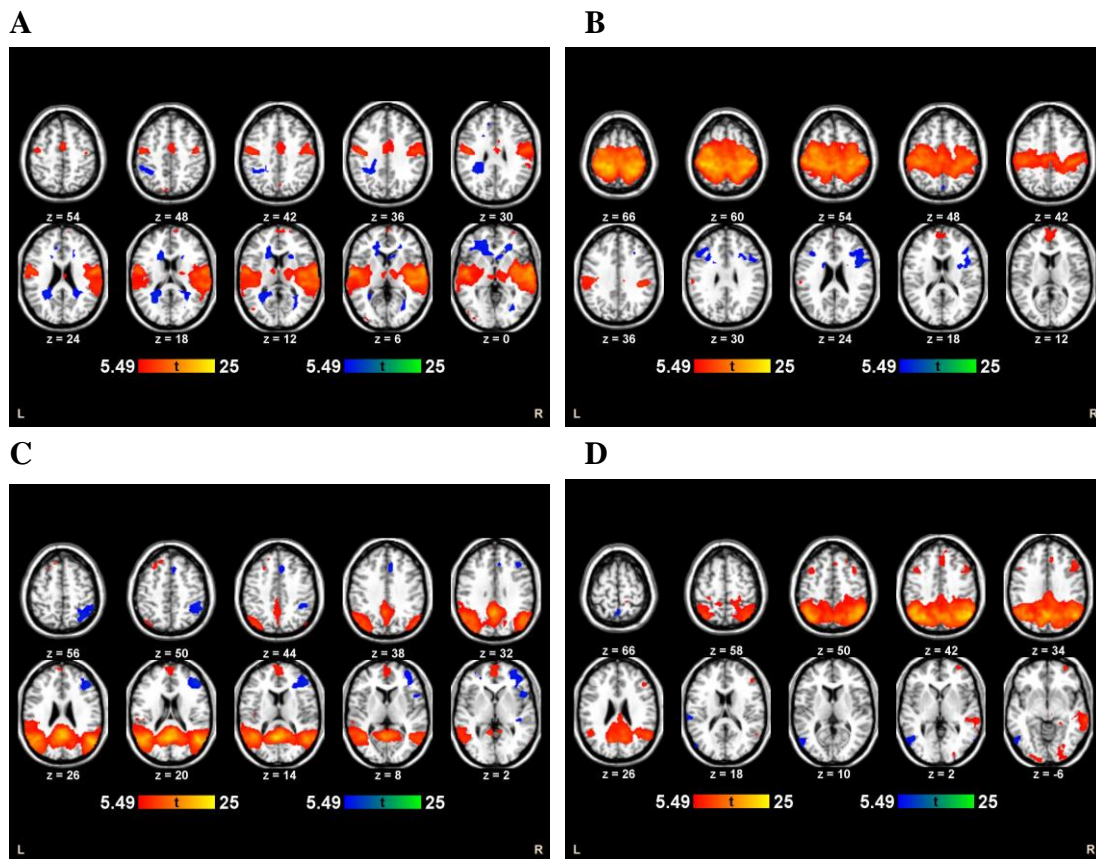 A
z = 54 z = 48 z = 42 z = 36 z = 30
z = 24 z = 18 z = 12 z = 6 z = 0
5.49 t 25 5.49 t 25
L R
B
z = 66 z = 60 z = 54 z = 48 z = 42
z = 36 z = 30 z = 24 z = 18 z = 12
5.49 t 25 5.49 t 25
L R
C
z = 56 z = 50 z = 44 z = 38 z = 32
z = 26 z = 20 z = 14 z = 8 z = 2
5.49 t 25 5.49 t 25
L R
D
z = 66 z = 58 z = 50 z = 42 z = 34
z = 26 z = 18 z = 10 z = 2 z = -6
5.49 t 25 5.49 t 25
L R